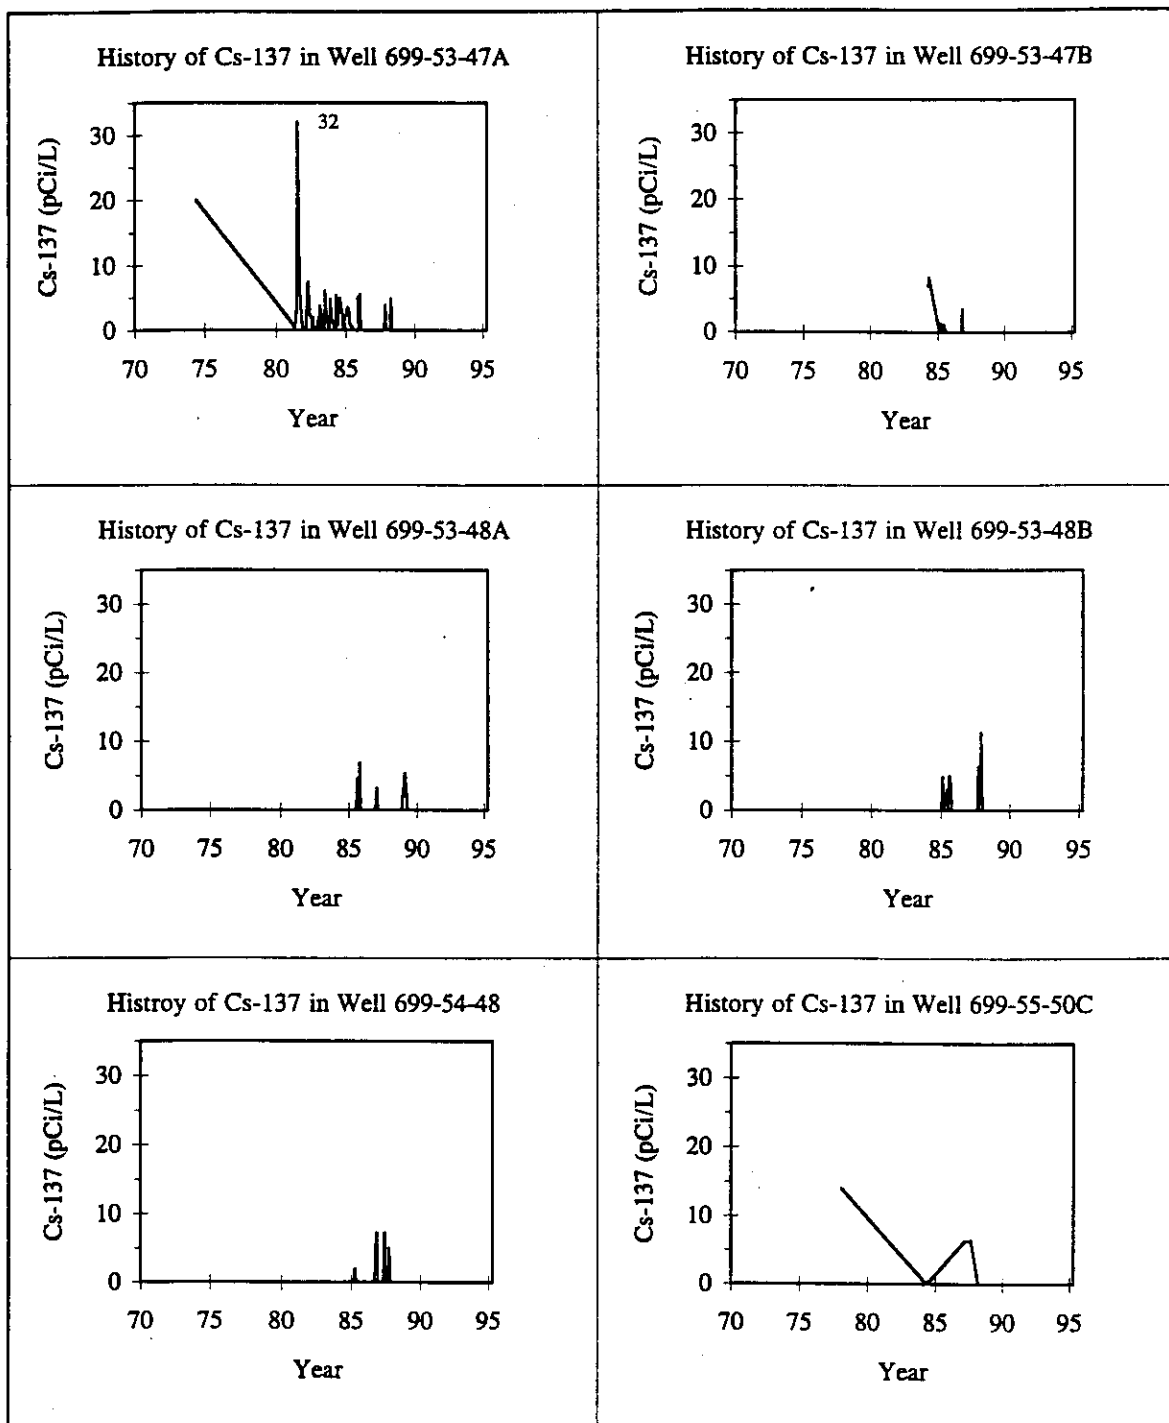 History of Cs-137 in Well 699-53-47A
Cs-137 (pCi/L)
30
20
10
0
32
70 75 80 85 90 95
Year
History of Cs-137 in Well 699-53-47B
Cs-137 (pCi/L)
30
20
10
0
70 75 80 85 90 95
Year
History of Cs-137 in Well 699-53-48A
Cs-137 (pCi/L)
30
20
10
0
70 75 80 85 90 95
Year
History of Cs-137 in Well 699-53-48B
Cs-137 (pCi/L)
30
20
10
0
70 75 80 85 90 95
Year
Histroy of Cs-137 in Well 699-54-48
Cs-137 (pCi/L)
30
20
10
0
70 75 80 85 90 95
Year
History of Cs-137 in Well 699-55-50C
Cs-137 (pCi/L)
30
20
10
0
70 75 80 85 90 95
Year